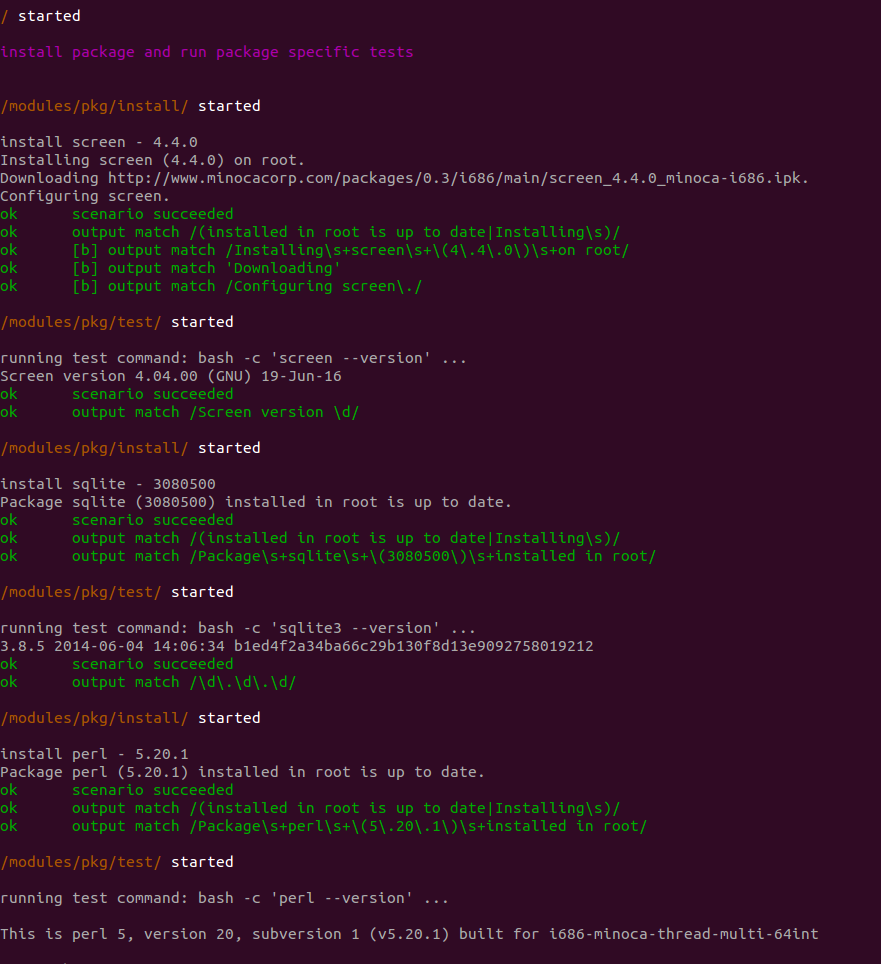 / started
install package and run package specific tests
/modules/pkg/install/ started
install screen - 4.4.0
Installing screen (4.4.0) on root.
Downloading http://www.minocacorp.com/packages/0.3/i686/main/screen_4.4.0_minoca-i686.ipk.
Configuring screen.
ok      scenario succeeded
ok      output match /(installed in root is up to date|Installing\s)/
ok      [b] output match /Installing\s+screen\s+\(4\.4\.0\)\s+on root/
ok      [b] output match 'Downloading'
ok      [b] output match /Configuring screen\./
/modules/pkg/test/ started
running test command: bash -c 'screen --version' ...
Screen version 4.04.00 (GNU) 19-Jun-16
ok      scenario succeeded
ok      output match /Screen version \d/
/modules/pkg/install/ started
install sqlite - 3080500
Package sqlite (3080500) installed in root is up to date.
ok      scenario succeeded
ok      output match /(installed in root is up to date|Installing\s)/
ok      output match /Package\s+sqlite\s+\(3080500\)\s+installed in root/
/modules/pkg/test/ started
running test command: bash -c 'sqlite3 --version' ...
3.8.5 2014-06-04 14:06:34 b1ed4f2a34ba66c29b130f8d13e9092758019212
ok      scenario succeeded
ok      output match /\d\.\d\.\d/
/modules/pkg/install/ started
install perl - 5.20.1
Package perl (5.20.1) installed in root is up to date.
ok      scenario succeeded
ok      output match /(installed in root is up to date|Installing\s)/
ok      output match /Package\s+perl\s+\(5\.20\.1\)\s+installed in root/
/modules/pkg/test/ started
running test command: bash -c 'perl --version' ...
This is perl 5, version 20, subversion 1 (v5.20.1) built for i686-minoca-thread-multi-64int